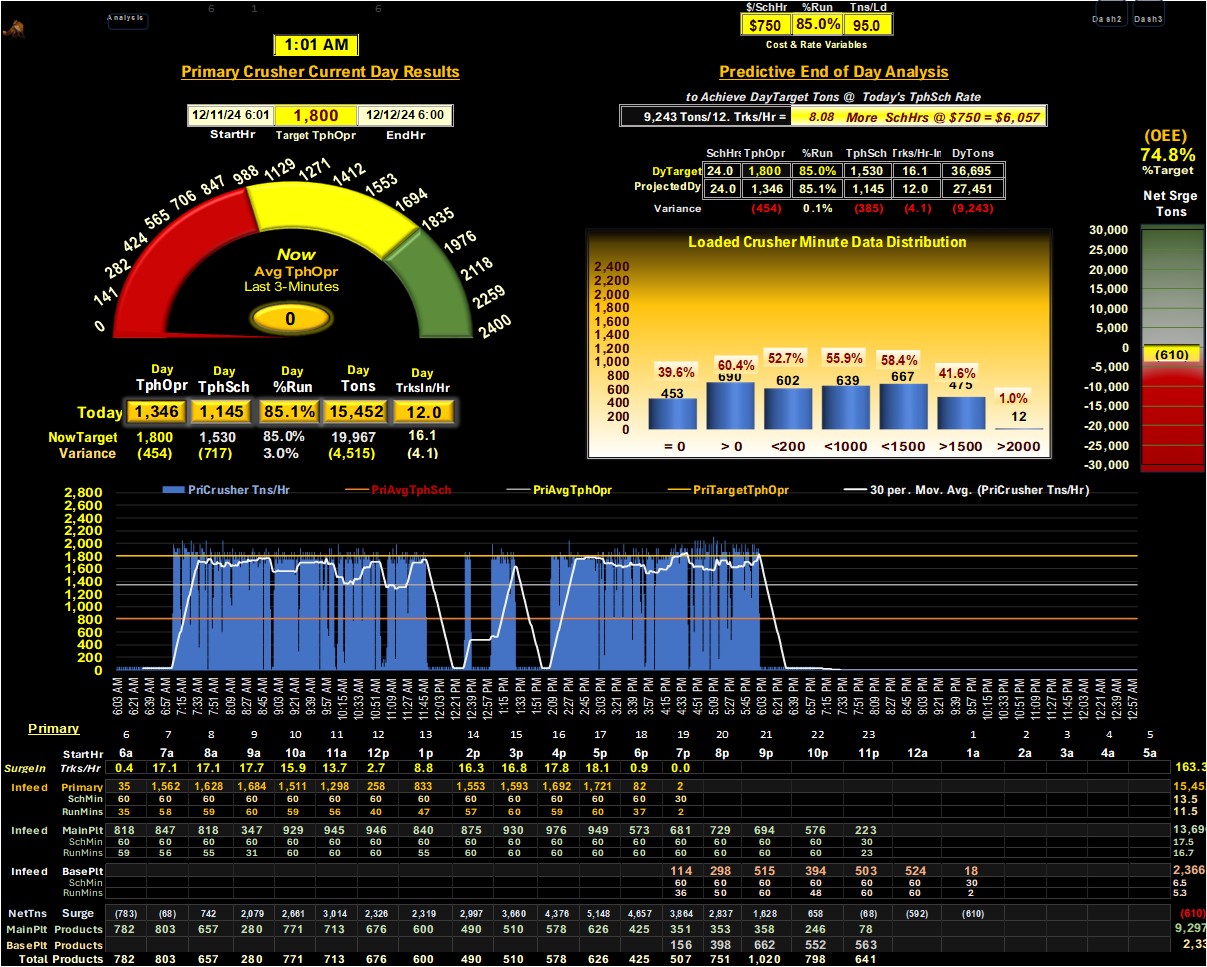 6 1 6
Analysis
Dash2 Dash3
$/SchHr %Run Tns/Ld
$750 85.0% 95.0
Cost & Rate Variables
1:01 AM
Primary Crusher Current Day Results
Predictive End of Day Analysis
to Achieve DayTarget Tons @ Today's TphSch Rate
12/11/24 6:01 1,800 12/12/24 6:00
StartHr Target TphOpr EndHr
9,243 Tons/12. Trks/Hr = 8.08 More SchHrs @ $750 = $6,057
(OEE)
74.8%
%Target
SchHrs TphOpr %Run TphSch Trks/Hr-In DyTons
DyTarget 24.0 1,800 85.0% 1,530 16.1 36,695
ProjectedDy 24.0 1,346 85.1% 1,145 12.0 27,451
Variance (454) 0.1% (385) (4.1) (9,243)
Net Srge
Tons
30,000
25,000
20,000
15,000
10,000
5,000
0
-5,000
-10,000
-15,000
-20,000
-25,000
-30,000
(610)
0 141 282 424 565 706 847 988 1129 1271 1412 1553 1694 1835 1976 2118 2259 2400
Now
Avg TphOpr
Last 3-Minutes
0
Loaded Crusher Minute Data Distribution
2,400
2,200
2,000
1,800
1,600
1,400
1,200
1,000
800
600
400
200
0
39.6% 60.4% 52.7% 55.9% 58.4% 41.6% 1.0%
453 690 602 639 667 475 12
= 0 > 0 <200 <1000 <1500 >1500 >2000
Day Day Day Day Day
TphOpr TphSch %Run Tons TrksIn/Hr
Today 1,346 1,145 85.1% 15,452 12.0
NowTarget 1,800 1,530 85.0% 19,967 16.1
Variance (454) (717) 3.0% (4,515) (4.1)
PriCrusher Tns/Hr PriAvgTphSch PriAvgTphOpr PriTargetTphOpr 30 per. Mov. Avg. (PriCrusher Tns/Hr)
2,800
2,600
2,400
2,200
2,000
1,800
1,600
1,400
1,200
1,000
800
600
400
200
0
6:03 AM 6:21 AM 6:39 AM 6:57 AM 7:15 AM 7:33 AM 7:51 AM 8:09 AM 8:27 AM 8:45 AM 9:03 AM 9:21 AM 9:39 AM 9:57 AM 10:15 AM 10:33 AM 10:51 AM 11:09 AM 11:27 AM 11:45 AM 12:03 PM 12:21 PM 12:39 PM 12:57 PM 1:15 PM 1:33 PM 1:51 PM 2:09 PM 2:27 PM 2:45 PM 3:03 PM 3:21 PM 3:39 PM 3:57 PM 4:15 PM 4:33 PM 4:51 PM 5:09 PM 5:27 PM 5:45 PM 6:03 PM 6:21 PM 6:39 PM 6:57 PM 7:15 PM 7:33 PM 7:51 PM 8:09 PM 8:27 PM 8:45 PM 9:03 PM 9:21 PM 9:39 PM 9:57 PM 10:15 PM 10:33 PM 10:51 PM 11:09 PM 11:27 PM 11:45 PM 12:03 AM 12:21 AM 12:39 AM 12:57 AM
Primary
6 7 8 9 10 11 12 13 14 15 16 17 18 19 20 21 22 23 1 2 3 4 5
StartHr 6a 7a 8a 9a 10a 11a 12p 1p 2p 3p 4p 5p 6p 7p 8p 9p 10p 11p 12a 1a 2a 3a 4a 5a
SurgeIn Trks/Hr 0.4 17.1 17.1 17.7 15.9 13.7 2.7 8.8 16.3 16.8 17.8 18.1 0.9 0.0 163.
Infeed Primary 35 1,562 1,628 1,684 1,511 1,298 258 833 1,553 1,593 1,692 1,721 82 2 15,45
SchMin 60 60 60 60 60 60 60 60 60 60 60 60 60 30 13.5
RunMins 35 58 59 60 59 56 40 47 57 60 59 60 37 2 11.5
Infeed MainPlt 818 847 818 347 929 945 946 840 875 930 976 949 573 681 729 694 576 223 13,69
SchMin 60 60 60 60 60 60 60 60 60 60 60 60 60 60 60 60 60 30 17.5
RunMins 59 56 55 31 60 60 60 55 60 60 60 60 60 60 60 60 60 23 16.7
Infeed BasePlt 114 298 515 394 503 524 18 2,366
SchMin 60 60 60 60 60 60 30 6.5
RunMins 36 50 60 48 60 60 2 5.3
NetTns Surge (783) (68) 742 2,079 2,661 3,014 2,326 2,319 2,997 3,660 4,376 5,148 4,657 3,864 2,837 1,628 658 (68) (592) (610) (610)
MainPlt Products 782 803 657 280 771 713 676 600 490 510 578 626 425 351 353 358 246 78 9,297
BasePlt Products 156 398 662 552 563 2,33
Total Products 782 803 657 280 771 713 676 600 490 510 578 626 425 507 751 1,020 798 641